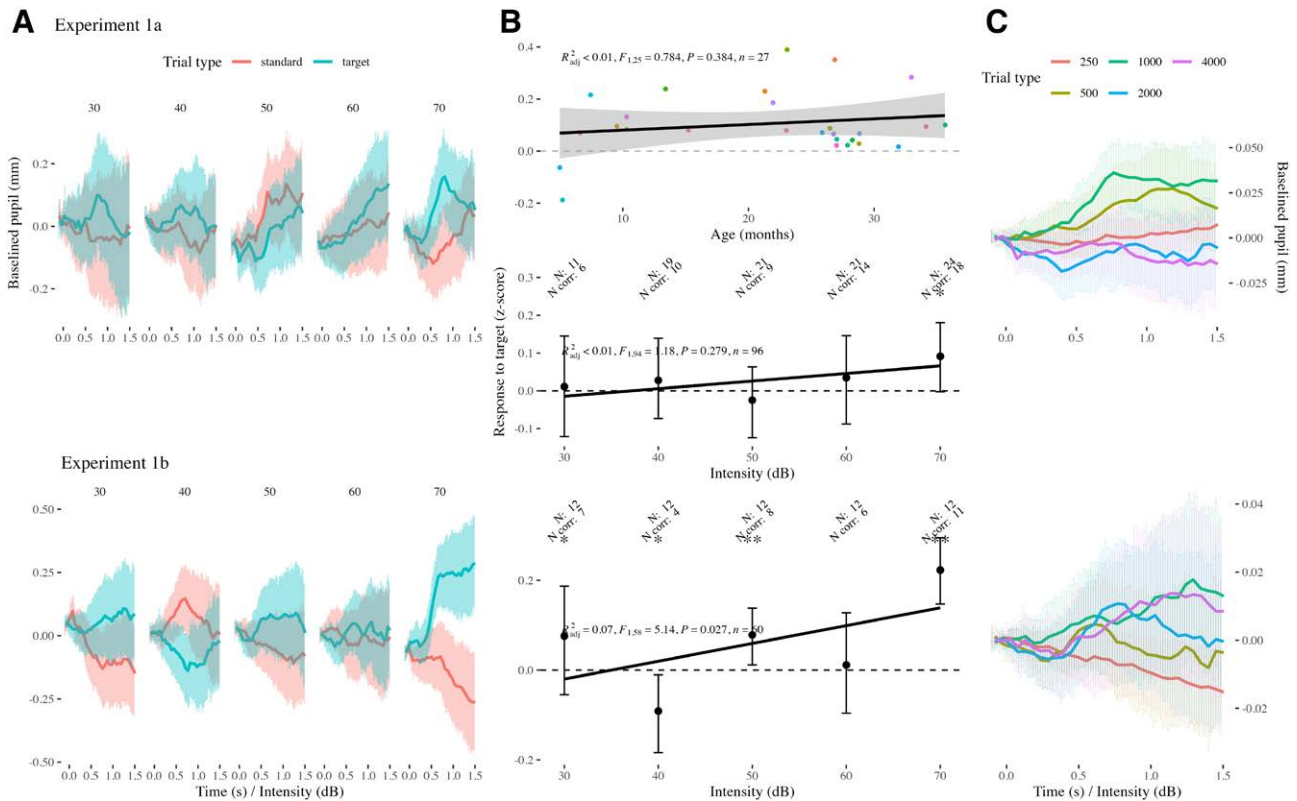 A
Experiment 1a
Trial type standard target
30 40 50 60 70
Baselined pupil (mm)
0.2
0.0
-0.2
0.0 0.5 1.0 1.5 0.0 0.5 1.0 1.5 0.0 0.5 1.0 1.5 0.0 0.5 1.0 1.5 0.0 0.5 1.0 1.5
Experiment 1b
30 40 50 60 70
0.50
0.25
0.00
-0.25
-0.50
0.0 0.5 1.0 1.5 0.0 0.5 1.0 1.5 0.0 0.5 1.0 1.5 0.0 0.5 1.0 1.5 0.0 0.5 1.0 1.5
Time (s) / Intensity (dB)
B
R²adj < 0.01, F1,25 = 0.784, P = 0.384, n = 27
0.4
0.2
0.0
-0.2
10 20 30
Age (months)
Response to target (z-score)
N: 11 N: 19 N: 21 N: 21 N: 24
N corr: 6 N corr: 10 N corr: 9 N corr: 14 N corr: 18
*
R²adj < 0.01, F1,94 = 1.18, P = 0.279, n = 96
0.3
0.2
0.1
0.0
-0.1
30 40 50 60 70
Intensity (dB)
N: 12 N: 12 N: 12 N: 12 N: 12
N corr: 7 N corr: 4 N corr: 8 N corr: 6 N corr: 11
* * ** **
R²adj = 0.07, F1,58 = 5.14, P = 0.027, n = 60
0.2
0.0
-0.2
30 40 50 60 70
Intensity (dB)
C
Trial type
250 1000 4000
500 2000
0.050
0.025
0.000
-0.025
Baselined pupil (mm)
0.0 0.5 1.0 1.5
0.04
0.02
0.00
-0.02
0.0 0.5 1.0 1.5
Time (s) / Intensity (dB)